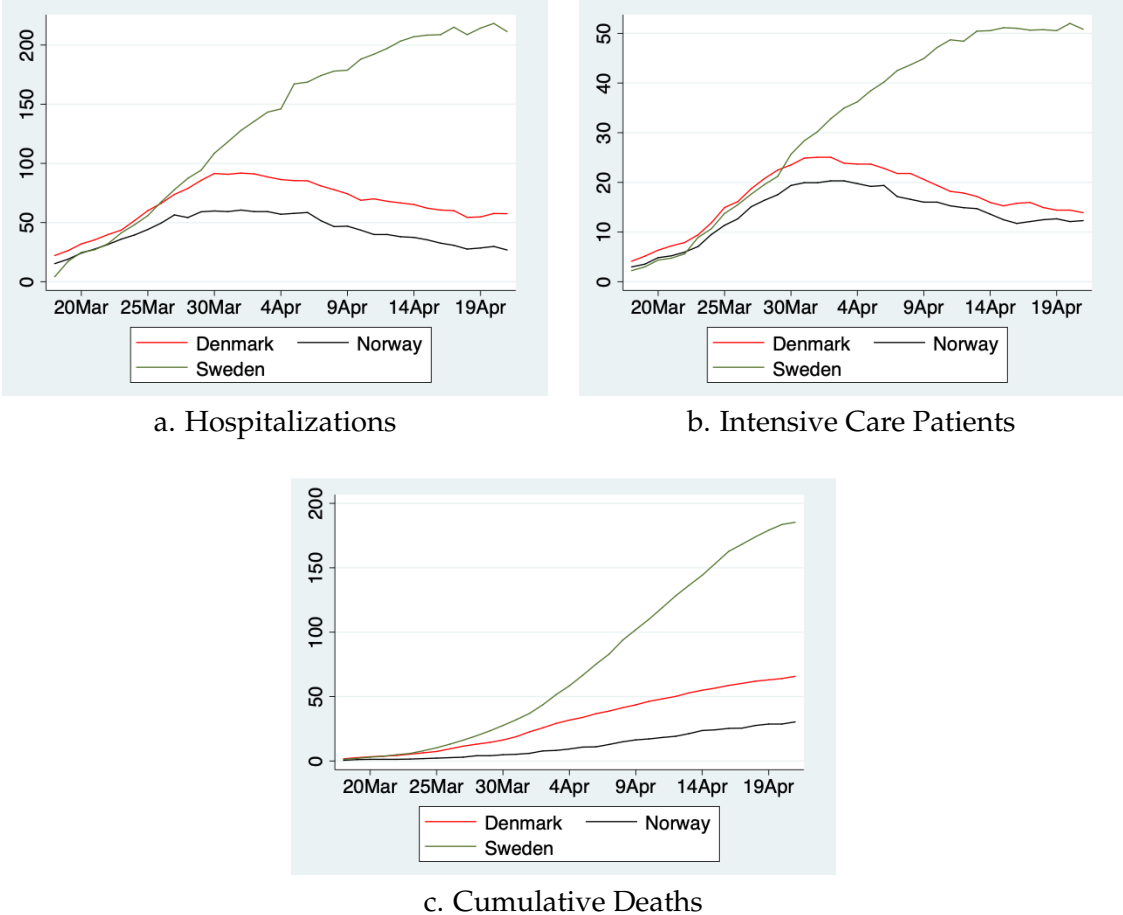 200
150
100
50
0
20Mar 25Mar 30Mar 4Apr 9Apr 14Apr 19Apr
Denmark Norway
Sweden
a. Hospitalizations
50
40
30
20
10
0
20Mar 25Mar 30Mar 4Apr 9Apr 14Apr 19Apr
Denmark Norway
Sweden
b. Intensive Care Patients
200
150
100
50
0
20Mar 25Mar 30Mar 4Apr 9Apr 14Apr 19Apr
Denmark Norway
Sweden
c. Cumulative Deaths